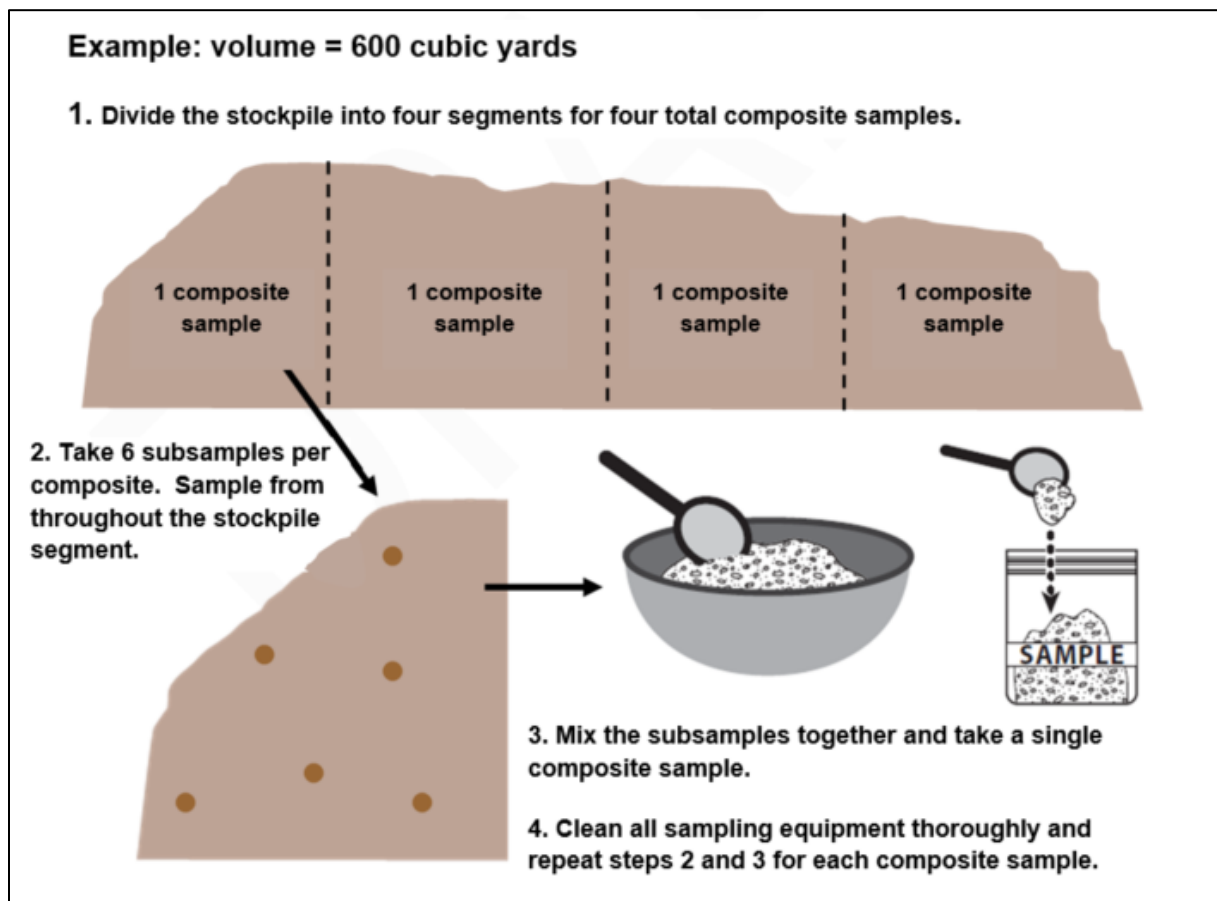 Example: volume = 600 cubic yards
1. Divide the stockpile into four segments for four total composite samples.
1 composite
sample
1 composite
sample
1 composite
sample
1 composite
sample
2. Take 6 subsamples per
composite. Sample from
throughout the stockpile
segment.
SAMPLE
3. Mix the subsamples together and take a single
composite sample.
4. Clean all sampling equipment thoroughly and
repeat steps 2 and 3 for each composite sample.